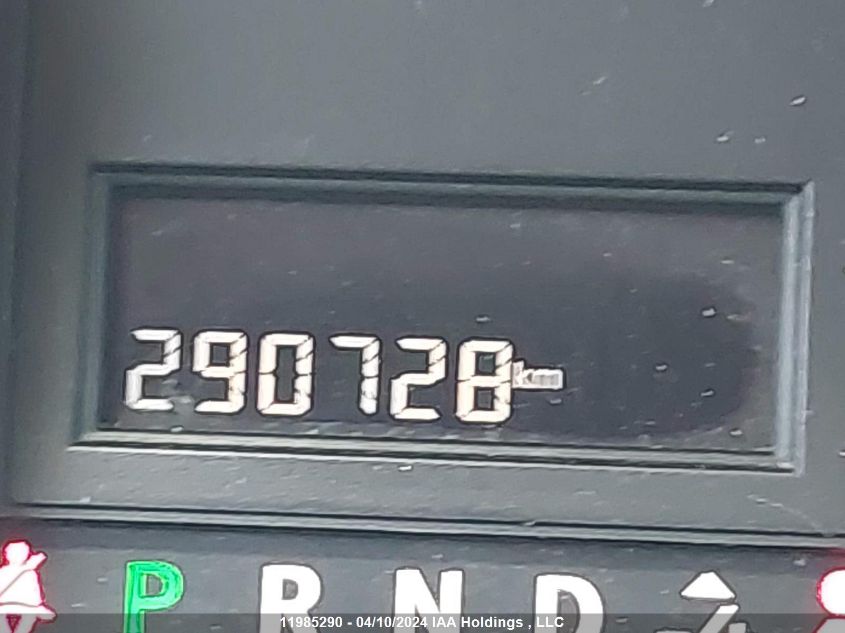 290728 km
P R N D
11985290 - 04/10/2024 IAA Holdings , LLC